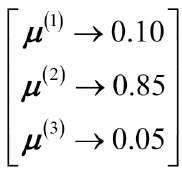 μ⁽¹⁾ → 0.10
μ⁽²⁾ → 0.85
μ⁽³⁾ → 0.05